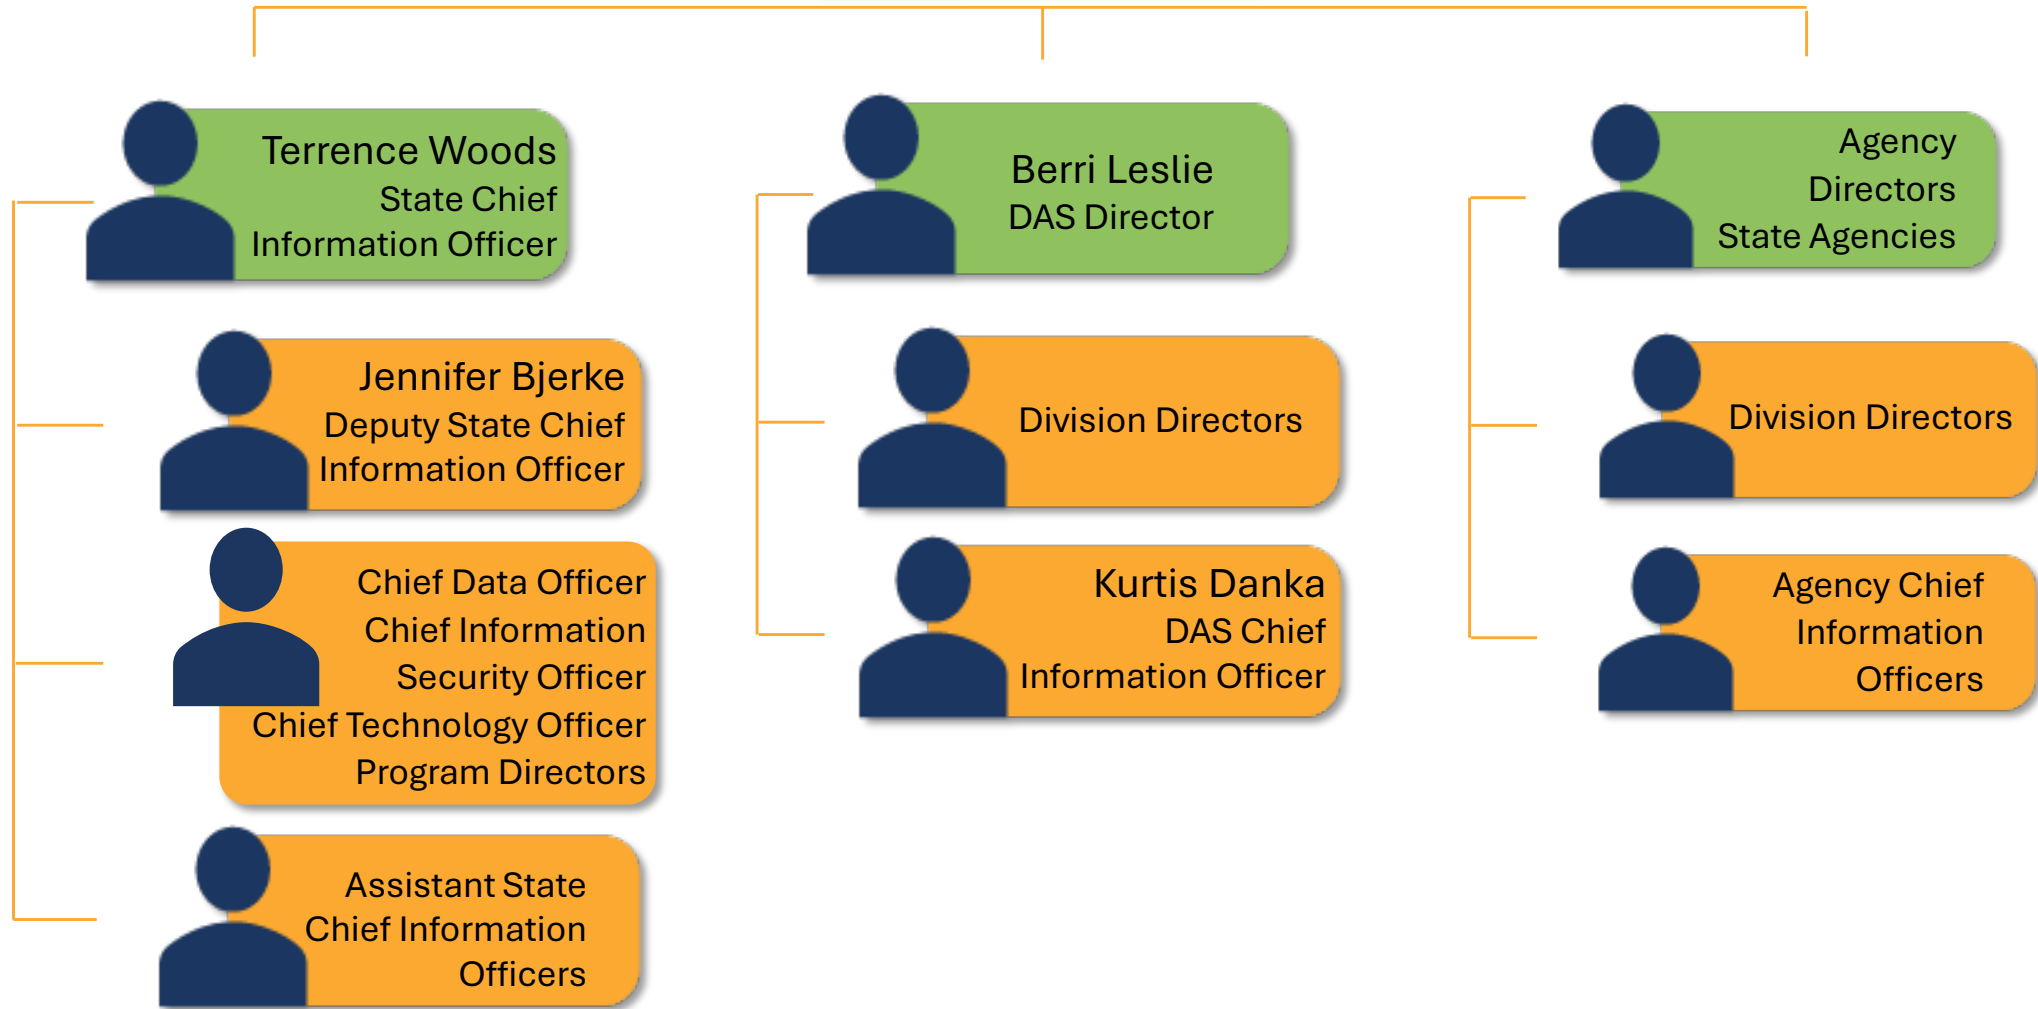 Terrence Woods
State Chief
Information Officer
Jennifer Bjerke
Deputy State Chief
Information Officer
Chief Data Officer
Chief Information
Security Officer
Chief Technology Officer
Program Directors
Assistant State
Chief Information
Officers
Berri Leslie
DAS Director
Division Directors
Kurtis Danka
DAS Chief
Information Officer
Agency
Directors
State Agencies
Division Directors
Agency Chief
Information
Officers